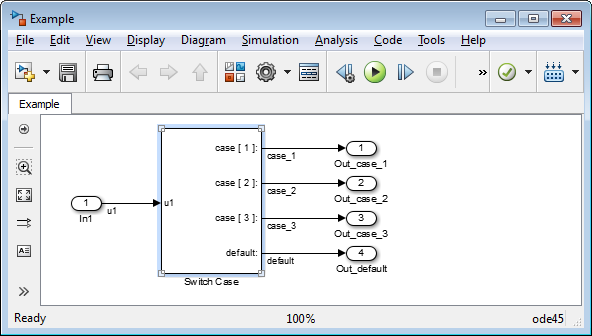 Example
File Edit View Display Diagram Simulation Analysis Code Tools Help
»
Example
case [ 1 ]:
case_1
1
Out_case_1
case [ 2 ]:
case_2
2
Out_case_2
1
In1
u1
u1
case [ 3 ]:
case_3
3
Out_case_3
default:
default
4
Out_default
Switch Case
»
Ready 100% ode45